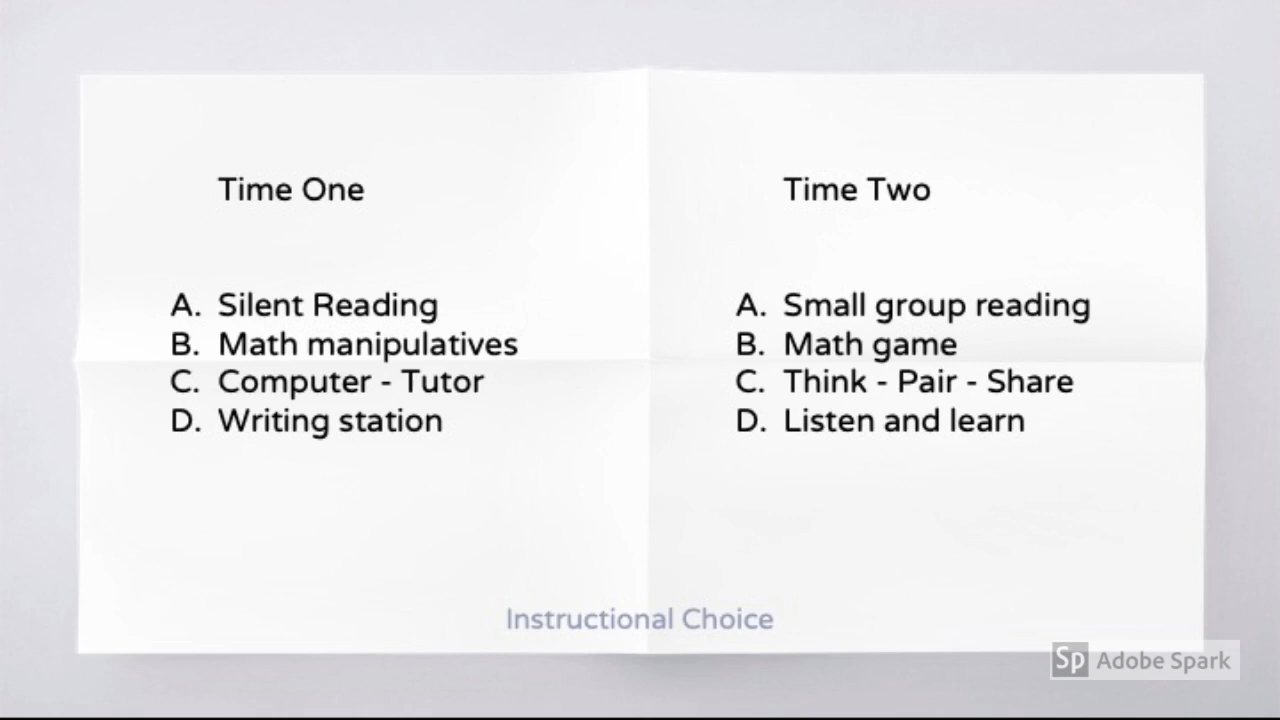 Time One
A. Silent Reading
B. Math manipulatives
C. Computer - Tutor
D. Writing station
Time Two
A. Small group reading
B. Math game
C. Think - Pair - Share
D. Listen and learn
Instructional Choice
Sp Adobe Spark